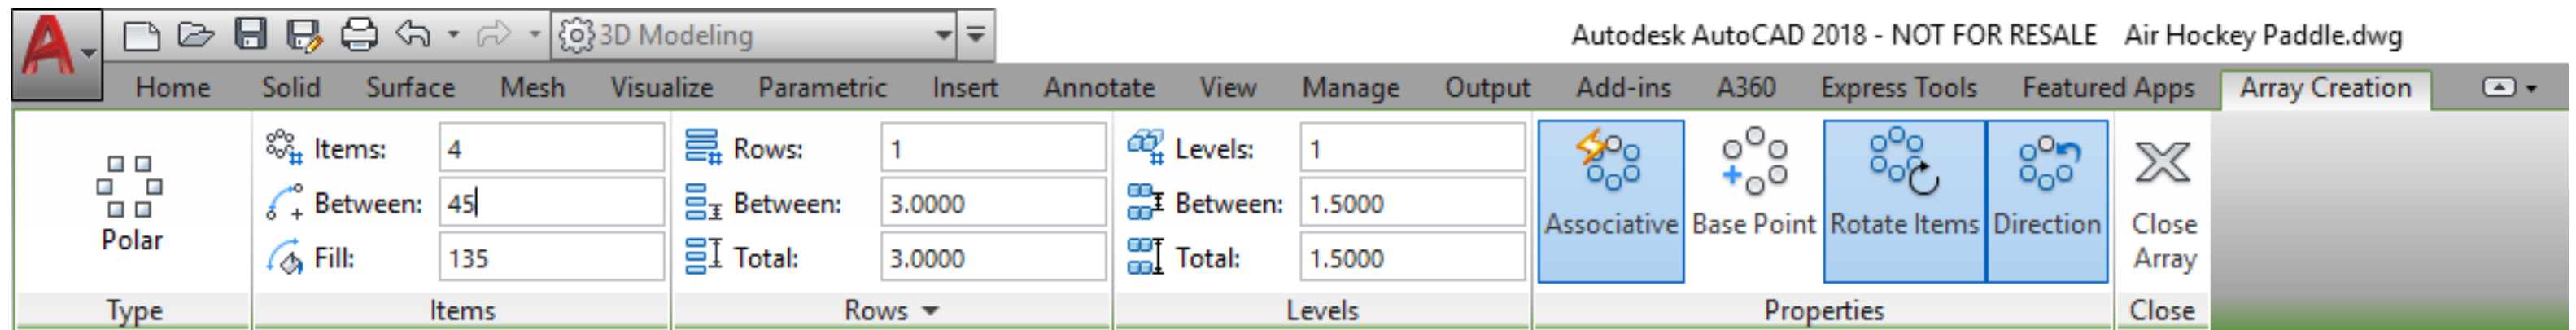 3D Modeling Autodesk AutoCAD 2018 - NOT FOR RESALE Air Hockey Paddle.dwg
Home Solid Surface Mesh Visualize Parametric Insert Annotate View Manage Output Add-ins A360 Express Tools Featured Apps Array Creation
Items: 4 Rows: 1 Levels: 1
Between: 45 Between: 3.0000 Between: 1.5000
Polar Associative Base Point Rotate Items Direction Close Array
Fill: 135 Total: 3.0000 Total: 1.5000
Type Items Rows Levels Properties Close